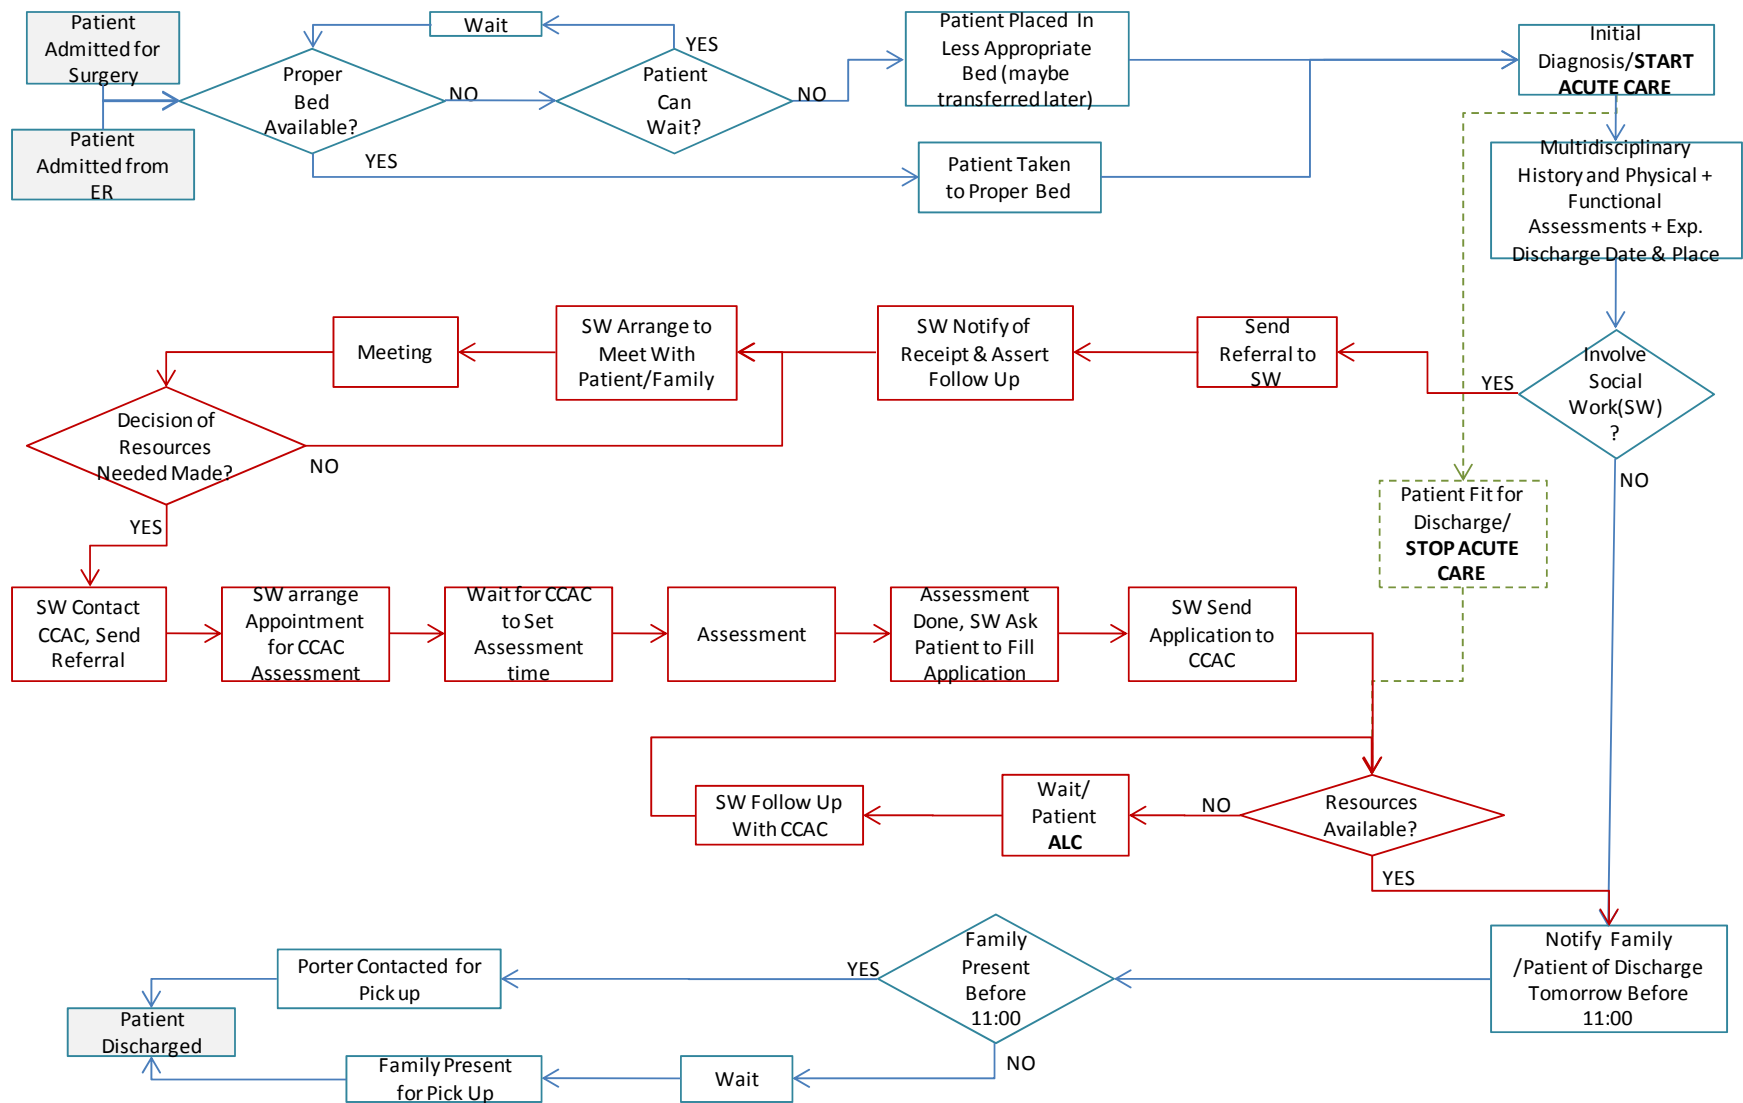 Patient
Admitted for
Surgery
Patient
Admitted from
ER
Proper
Bed
Available?
Wait
YES
NO
Patient
Can
Wait?
NO
YES
Patient Placed In
Less Appropriate
Bed (maybe
transferred later)
Patient Taken
to Proper Bed
Initial
Diagnosis/START
ACUTE CARE
Multidisciplinary
History and Physical +
Functional
Assessments + Exp.
Discharge Date & Place
Involve
Social
Work(SW)
?
YES
NO
Send
Referral to
SW
SW Notify of
Receipt & Assert
Follow Up
SW Arrange to
Meet With
Patient/Family
Meeting
Decision of
Resources
Needed Made?
NO
YES
Patient Fit for
Discharge/
STOP ACUTE
CARE
SW Contact
CCAC, Send
Referral
SW arrange
Appointment
for CCAC
Assessment
Wait for CCAC
to Set
Assessment
time
Assessment
Assessment
Done, SW Ask
Patient to Fill
Application
SW Send
Application to
CCAC
Resources
Available?
NO
YES
Wait/
Patient
ALC
SW Follow Up
With CCAC
Notify Family
/Patient of Discharge
Tomorrow Before
11:00
Family
Present
Before
11:00
YES
NO
Porter Contacted for
Pick up
Wait
Family Present
for Pick Up
Patient
Discharged